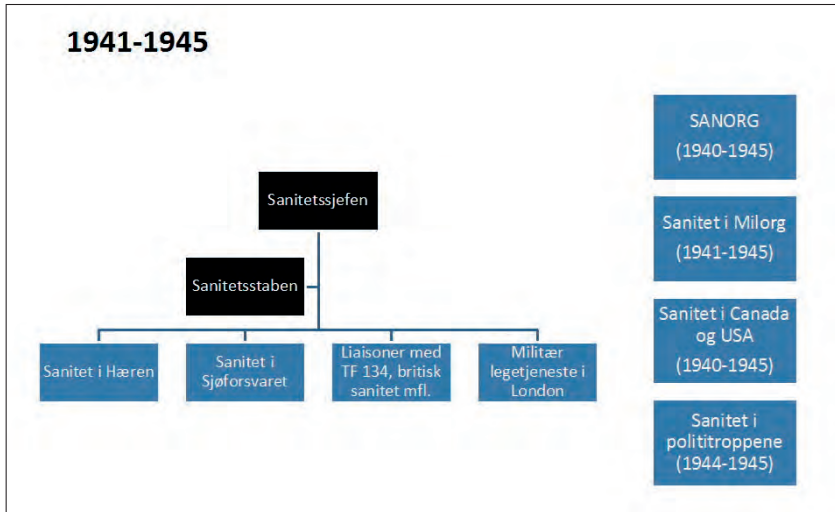 1941-1945
Sanitetssjefen
Sanitetsstaben
Sanitet i Hæren
Sanitet i
Sjøforsvaret
Liaisoner med
TF 134, britisk
sanitet mfl.
Militær
legetjeneste i
London
SANORG
(1940-1945)
Sanitet i Milorg
(1941-1945)
Sanitet i Canada
og USA
(1940-1945)
Sanitet i
polititroppene
(1944-1945)